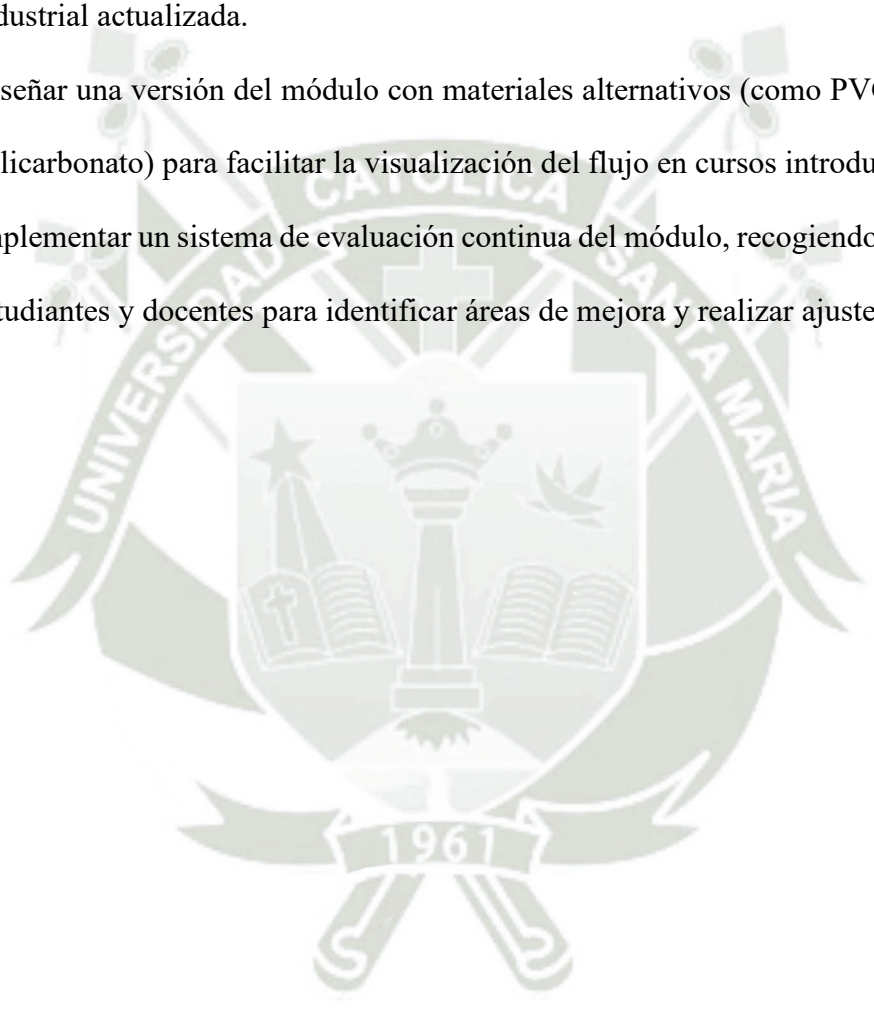 dustrial actualizada.
señar una versión del módulo con materiales alternativos (como PV
licarbonato) para facilitar la visualización del flujo en cursos introdu
plementar un sistema de evaluación continua del módulo, recogiendo
tudiantes y docentes para identificar áreas de mejora y realizar ajuste
UNIVERSIDAD CATOLICA SANTA MARIA
1961